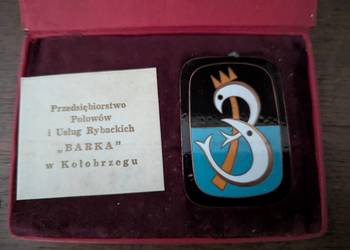 Przedsiębiorstwo
Połowów
i Usług Rybackich
„BARKA"
w Kołobrzegu